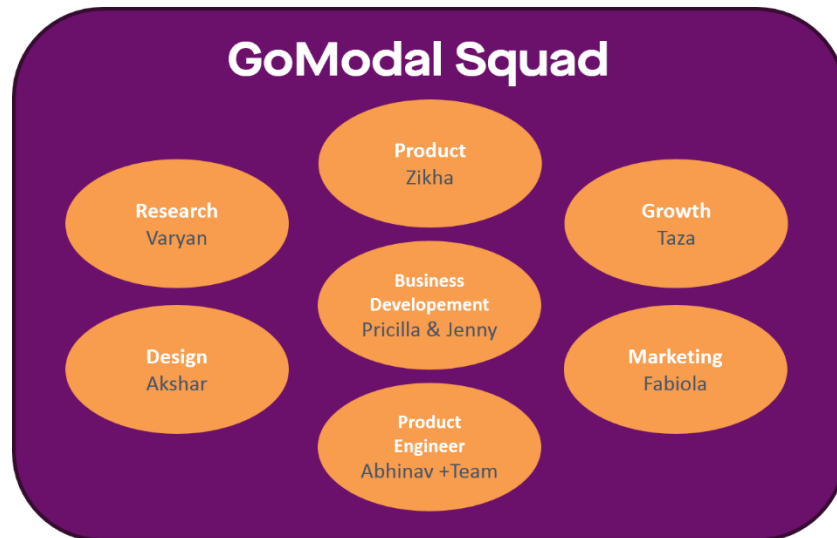 GoModal Squad
Product
Zikha
Research
Varyan
Growth
Taza
Business
Developement
Pricilla & Jenny
Design
Akshar
Marketing
Fabiola
Product
Engineer
Abhinav +Team